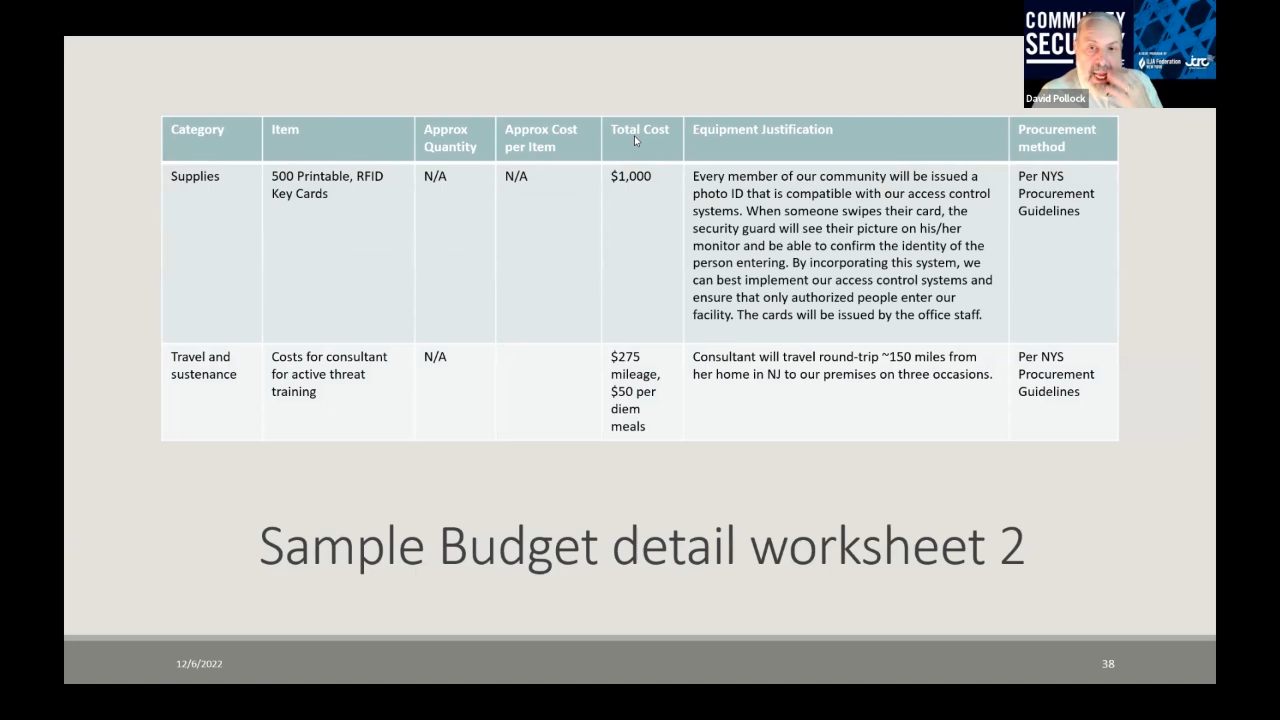 COMMUNITY
SECU
UJA Federation
NEW YORK
jcrc
David Pollock
Category
Item
Approx
Quantity
Approx Cost
per Item
Total Cost
Equipment Justification
Procurement
method
Supplies
500 Printable, RFID
Key Cards
N/A
N/A
$1,000
Every member of our community will be issued a
photo ID that is compatible with our access control
systems. When someone swipes their card, the
security guard will see their picture on his/her
monitor and be able to confirm the identity of the
person entering. By incorporating this system, we
can best implement our access control systems and
ensure that only authorized people enter our
facility. The cards will be issued by the office staff.
Per NYS
Procurement
Guidelines
Travel and
sustenance
Costs for consultant
for active threat
training
N/A
$275
mileage,
$50 per
diem
meals
Consultant will travel round-trip ~150 miles from
her home in NJ to our premises on three occasions.
Per NYS
Procurement
Guidelines
Sample Budget detail worksheet 2
12/6/2022
38